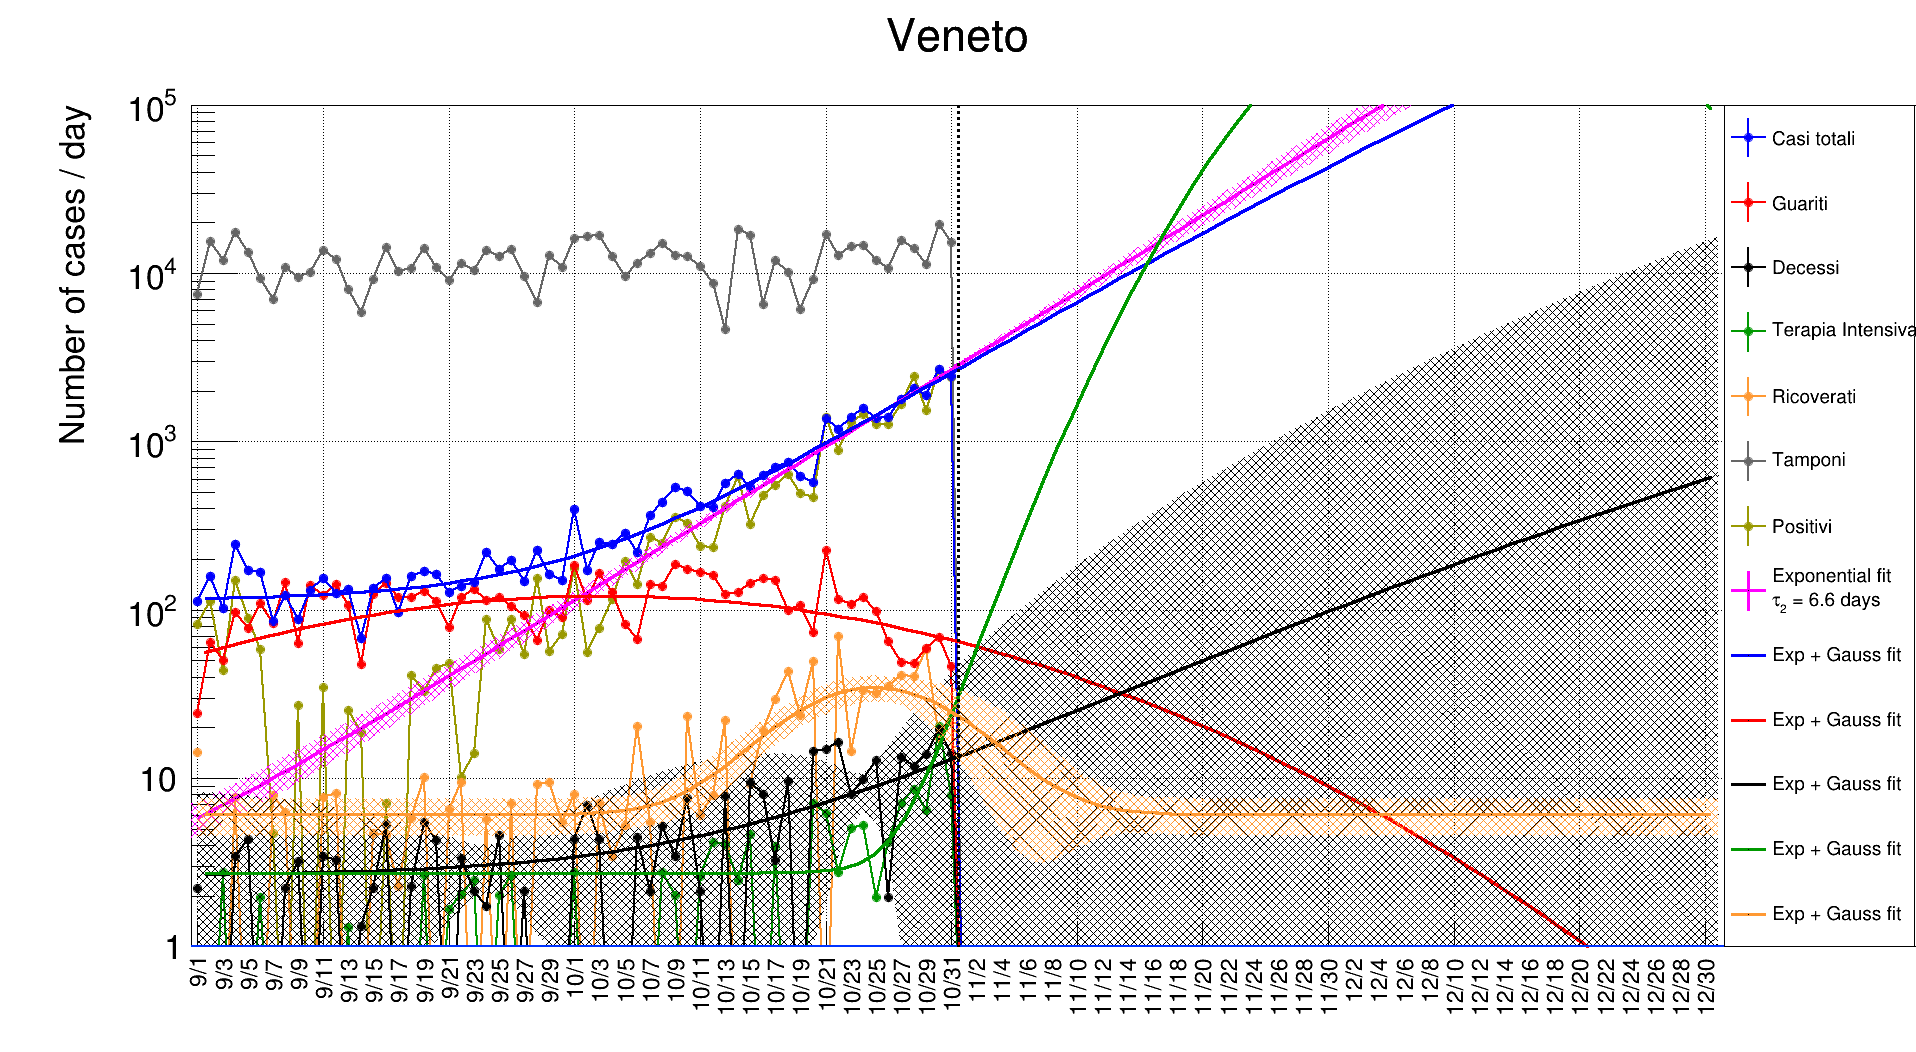 Veneto
Number of cases / day
10^5
10^4
10^3
10^2
10
1
9/1 9/3 9/5 9/7 9/9 9/11 9/13 9/15 9/17 9/19 9/21 9/23 9/25 9/27 9/29 10/1 10/3 10/5 10/7 10/9 10/11 10/13 10/15 10/17 10/19 10/21 10/23 10/25 10/27 10/29 10/31 11/2 11/4 11/6 11/8 11/10 11/12 11/14 11/16 11/18 11/20 11/22 11/24 11/26 11/28 11/30 12/2 12/4 12/6 12/8 12/10 12/12 12/14 12/16 12/18 12/20 12/22 12/24 12/26 12/28 12/30
Casi totali
Guariti
Decessi
Terapia Intensiva
Ricoverati
Tamponi
Positivi
Exponential fit
τ₂ = 6.6 days
Exp + Gauss fit
Exp + Gauss fit
Exp + Gauss fit
Exp + Gauss fit
Exp + Gauss fit